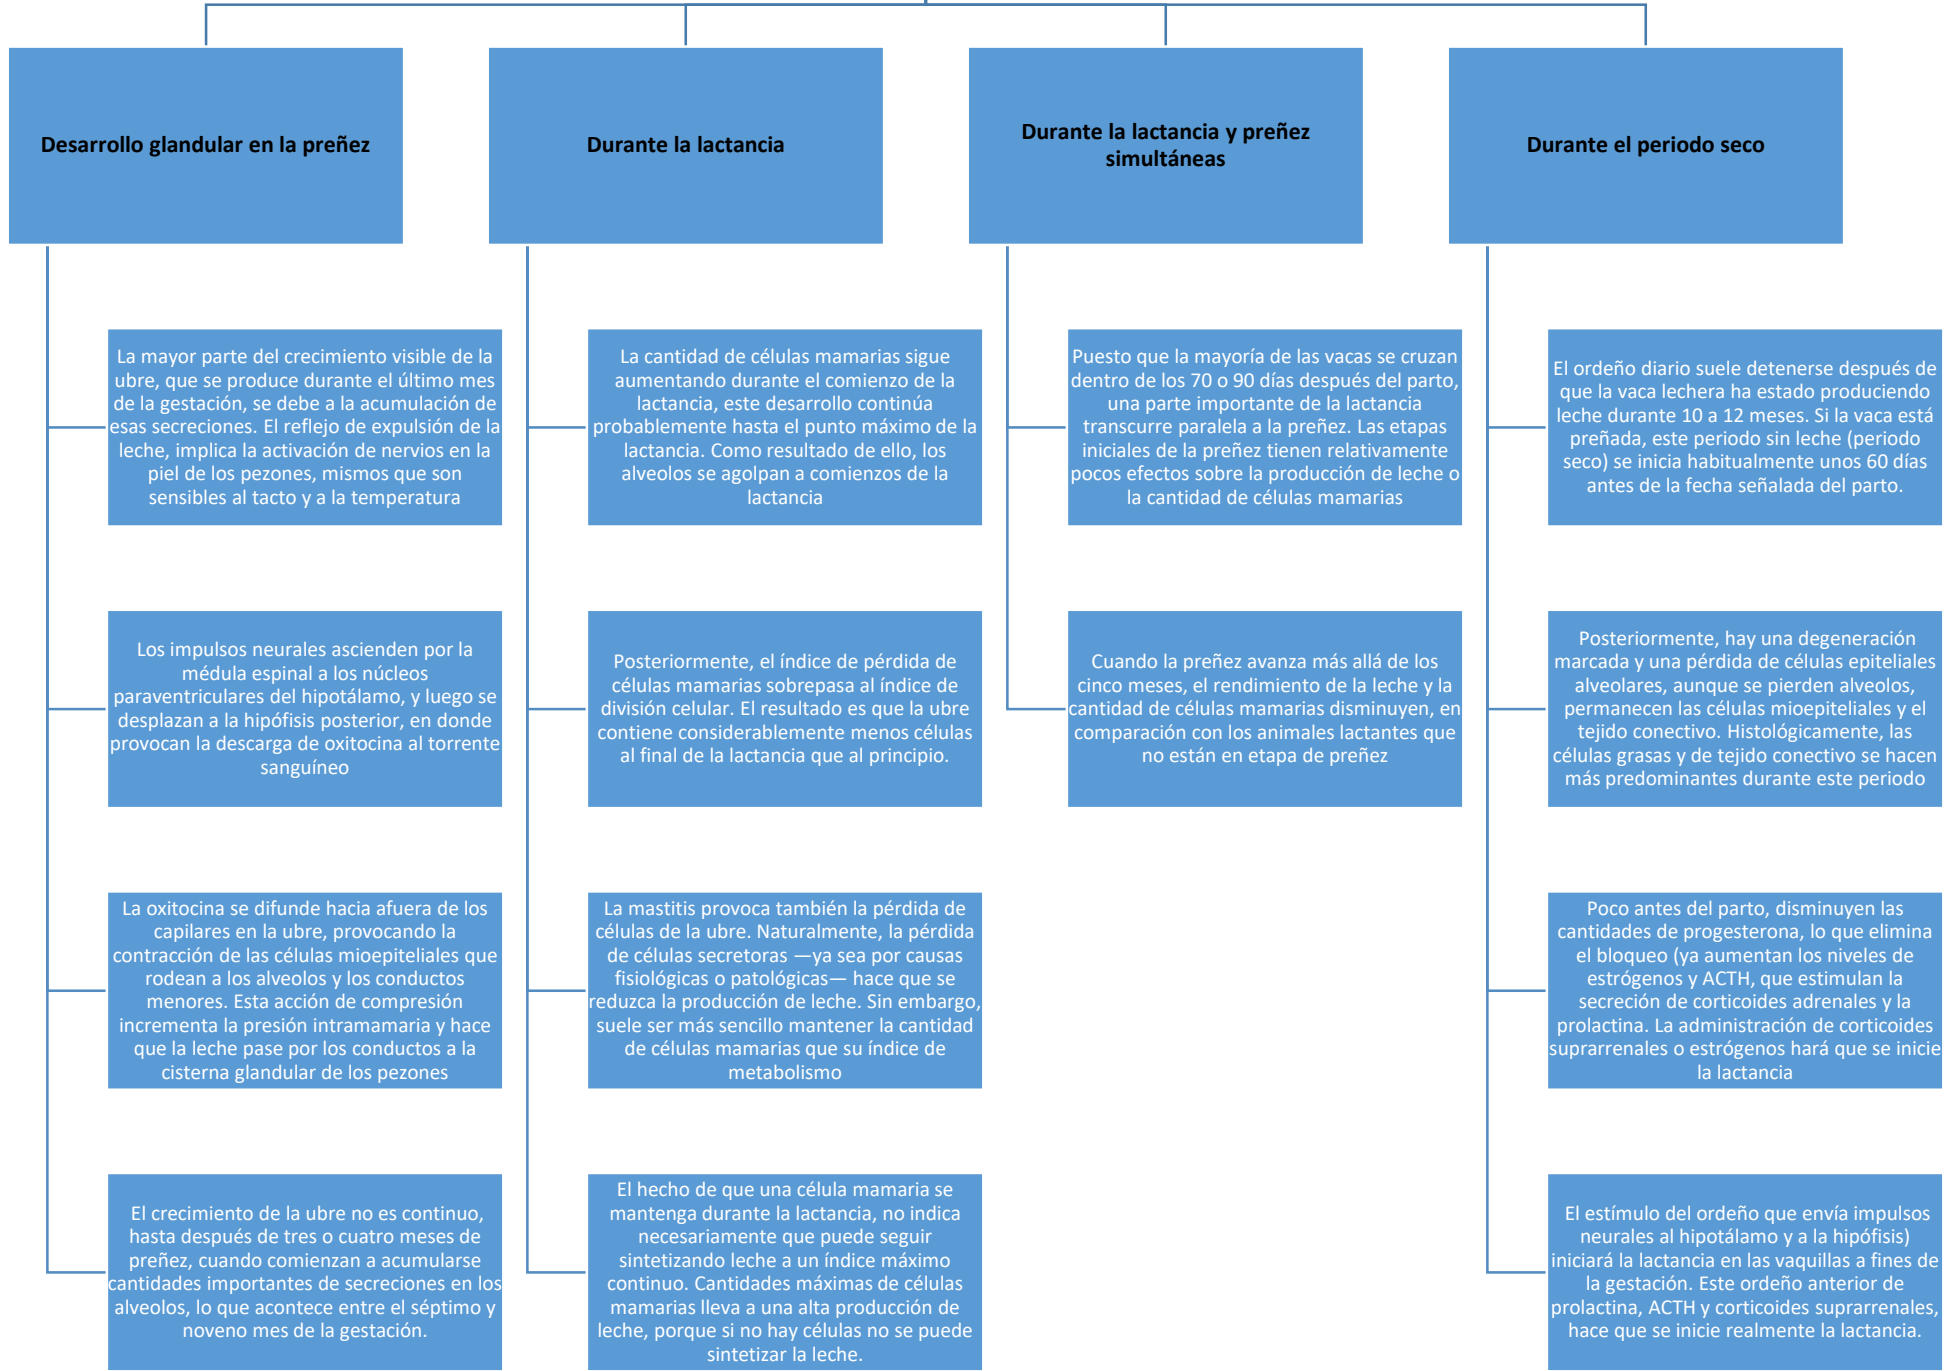 Desarrollo glandular en la preñez
La mayor parte del crecimiento visible de la
ubre, que se produce durante el último mes
de la gestación, se debe a la acumulación de
esas secreciones. El reflejo de expulsión de la
leche, implica la activación de nervios en la
piel de los pezones, mismos que son
sensibles al tacto y a la temperatura
Los impulsos neurales ascienden por la
médula espinal a los núcleos
paraventriculares del hipotálamo, y luego se
desplazan a la hipófisis posterior, en donde
provocan la descarga de oxitocina al torrente
sanguíneo
La oxitocina se difunde hacia afuera de los
capilares en la ubre, provocando la
contracción de las células mioepiteliales que
rodean a los alveolos y los conductos
menores. Esta acción de compresión
incrementa la presión intramamaria y hace
que la leche pase por los conductos a la
cisterna glandular de los pezones
El crecimiento de la ubre no es continuo,
hasta después de tres o cuatro meses de
preñez, cuando comienzan a acumularse
cantidades importantes de secreciones en los
alveolos, lo que acontece entre el séptimo y
noveno mes de la gestación.
Durante la lactancia
La cantidad de células mamarias sigue
aumentando durante el comienzo de la
lactancia, este desarrollo continúa
probablemente hasta el punto máximo de la
lactancia. Como resultado de ello, los
alveolos se agolpan a comienzos de la
lactancia
Posteriormente, el índice de pérdida de
células mamarias sobrepasa al índice de
división celular. El resultado es que la ubre
contiene considerablemente menos células
al final de la lactancia que al principio.
La mastitis provoca también la pérdida de
células de la ubre. Naturalmente, la pérdida
de células secretoras —ya sea por causas
fisiológicas o patológicas— hace que se
reduzca la producción de leche. Sin embargo,
suele ser más sencillo mantener la cantidad
de células mamarias que su índice de
metabolismo
El hecho de que una célula mamaria se
mantenga durante la lactancia, no indica
necesariamente que puede seguir
sintetizando leche a un índice máximo
continuo. Cantidades máximas de células
mamarias lleva a una alta producción de
leche, porque si no hay células no se puede
sintetizar la leche.
Durante la lactancia y preñez
simultáneas
Puesto que la mayoría de las vacas se cruzan
dentro de los 70 o 90 días después del parto,
una parte importante de la lactancia
transcurre paralela a la preñez. Las etapas
iniciales de la preñez tienen relativamente
pocos efectos sobre la producción de leche o
la cantidad de células mamarias
Cuando la preñez avanza más allá de los
cinco meses, el rendimiento de la leche y la
cantidad de células mamarias disminuyen, en
comparación con los animales lactantes que
no están en etapa de preñez
Durante el periodo seco
El ordeño diario suele detenerse después de
que la vaca lechera ha estado produciendo
leche durante 10 a 12 meses. Si la vaca está
preñada, este periodo sin leche (periodo
seco) se inicia habitualmente unos 60 días
antes de la fecha señalada del parto.
Posteriormente, hay una degeneración
marcada y una pérdida de células epiteliales
alveolares, aunque se pierden alveolos,
permanecen las células mioepiteliales y el
tejido conectivo. Histológicamente, las
células grasas y de tejido conectivo se hacen
más predominantes durante este periodo
Poco antes del parto, disminuyen las
cantidades de progesterona, lo que elimina
el bloqueo (ya aumentan los niveles de
estrógenos y ACTH, que estimulan la
secreción de corticoides adrenales y la
prolactina. La administración de corticoides
suprarrenales o estrógenos hará que se inicie
la lactancia
El estímulo del ordeño que envía impulsos
neurales al hipotálamo y a la hipófisis)
iniciará la lactancia en las vaquillas a fines de
la gestación. Este ordeño anterior de
prolactina, ACTH y corticoides suprarrenales,
hace que se inicie realmente la lactancia.